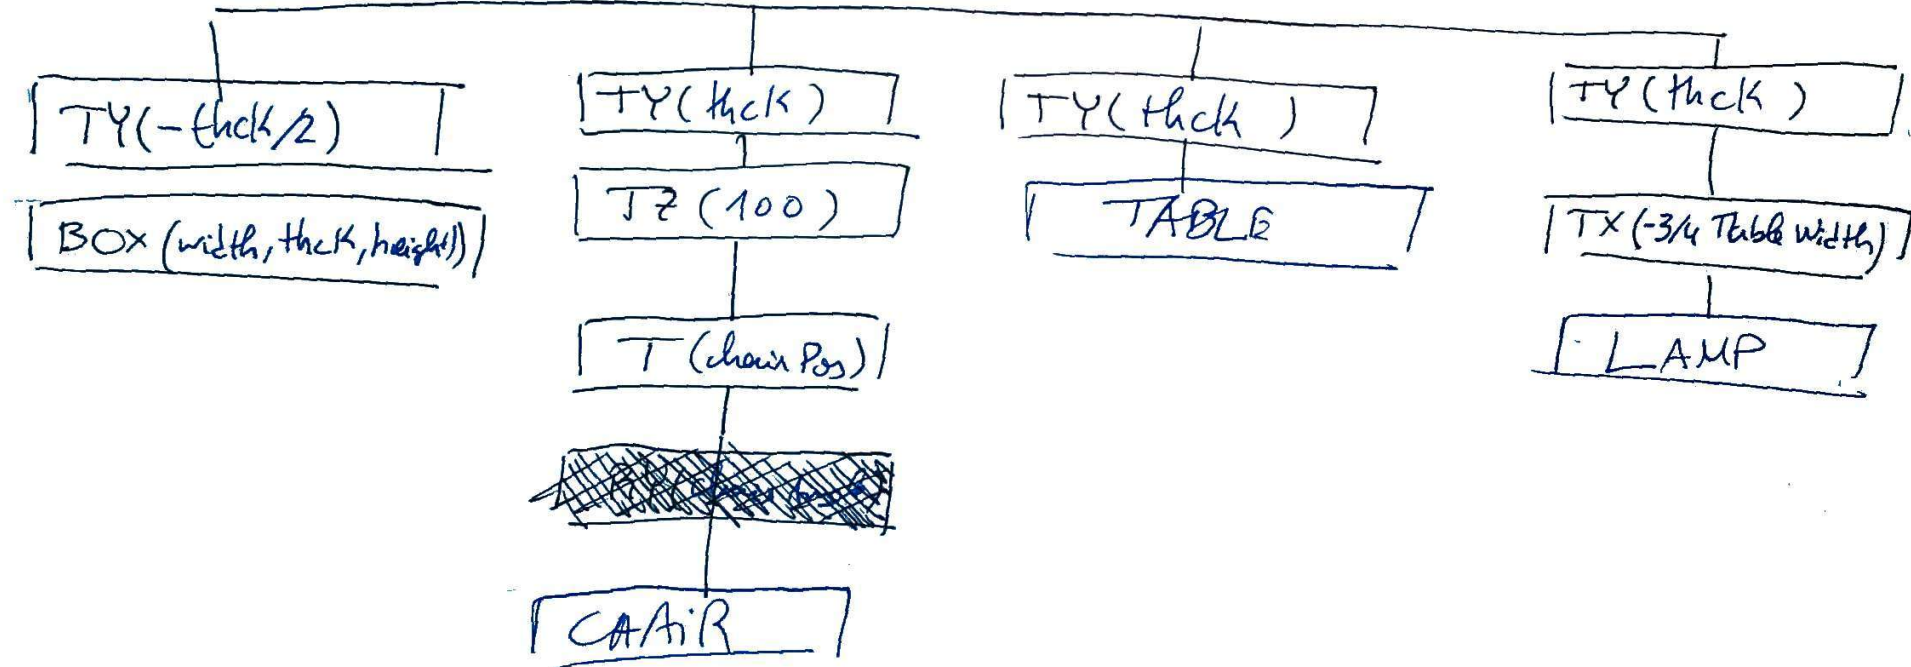 TY(-thck/2)
BOX (width, thck, height))
TY(thck)
TZ (100)
T (chair Pos)
CAAiR
TY(thck )
TABLE
TY(thck )
TX (-3/4 Table Width)
LAMP